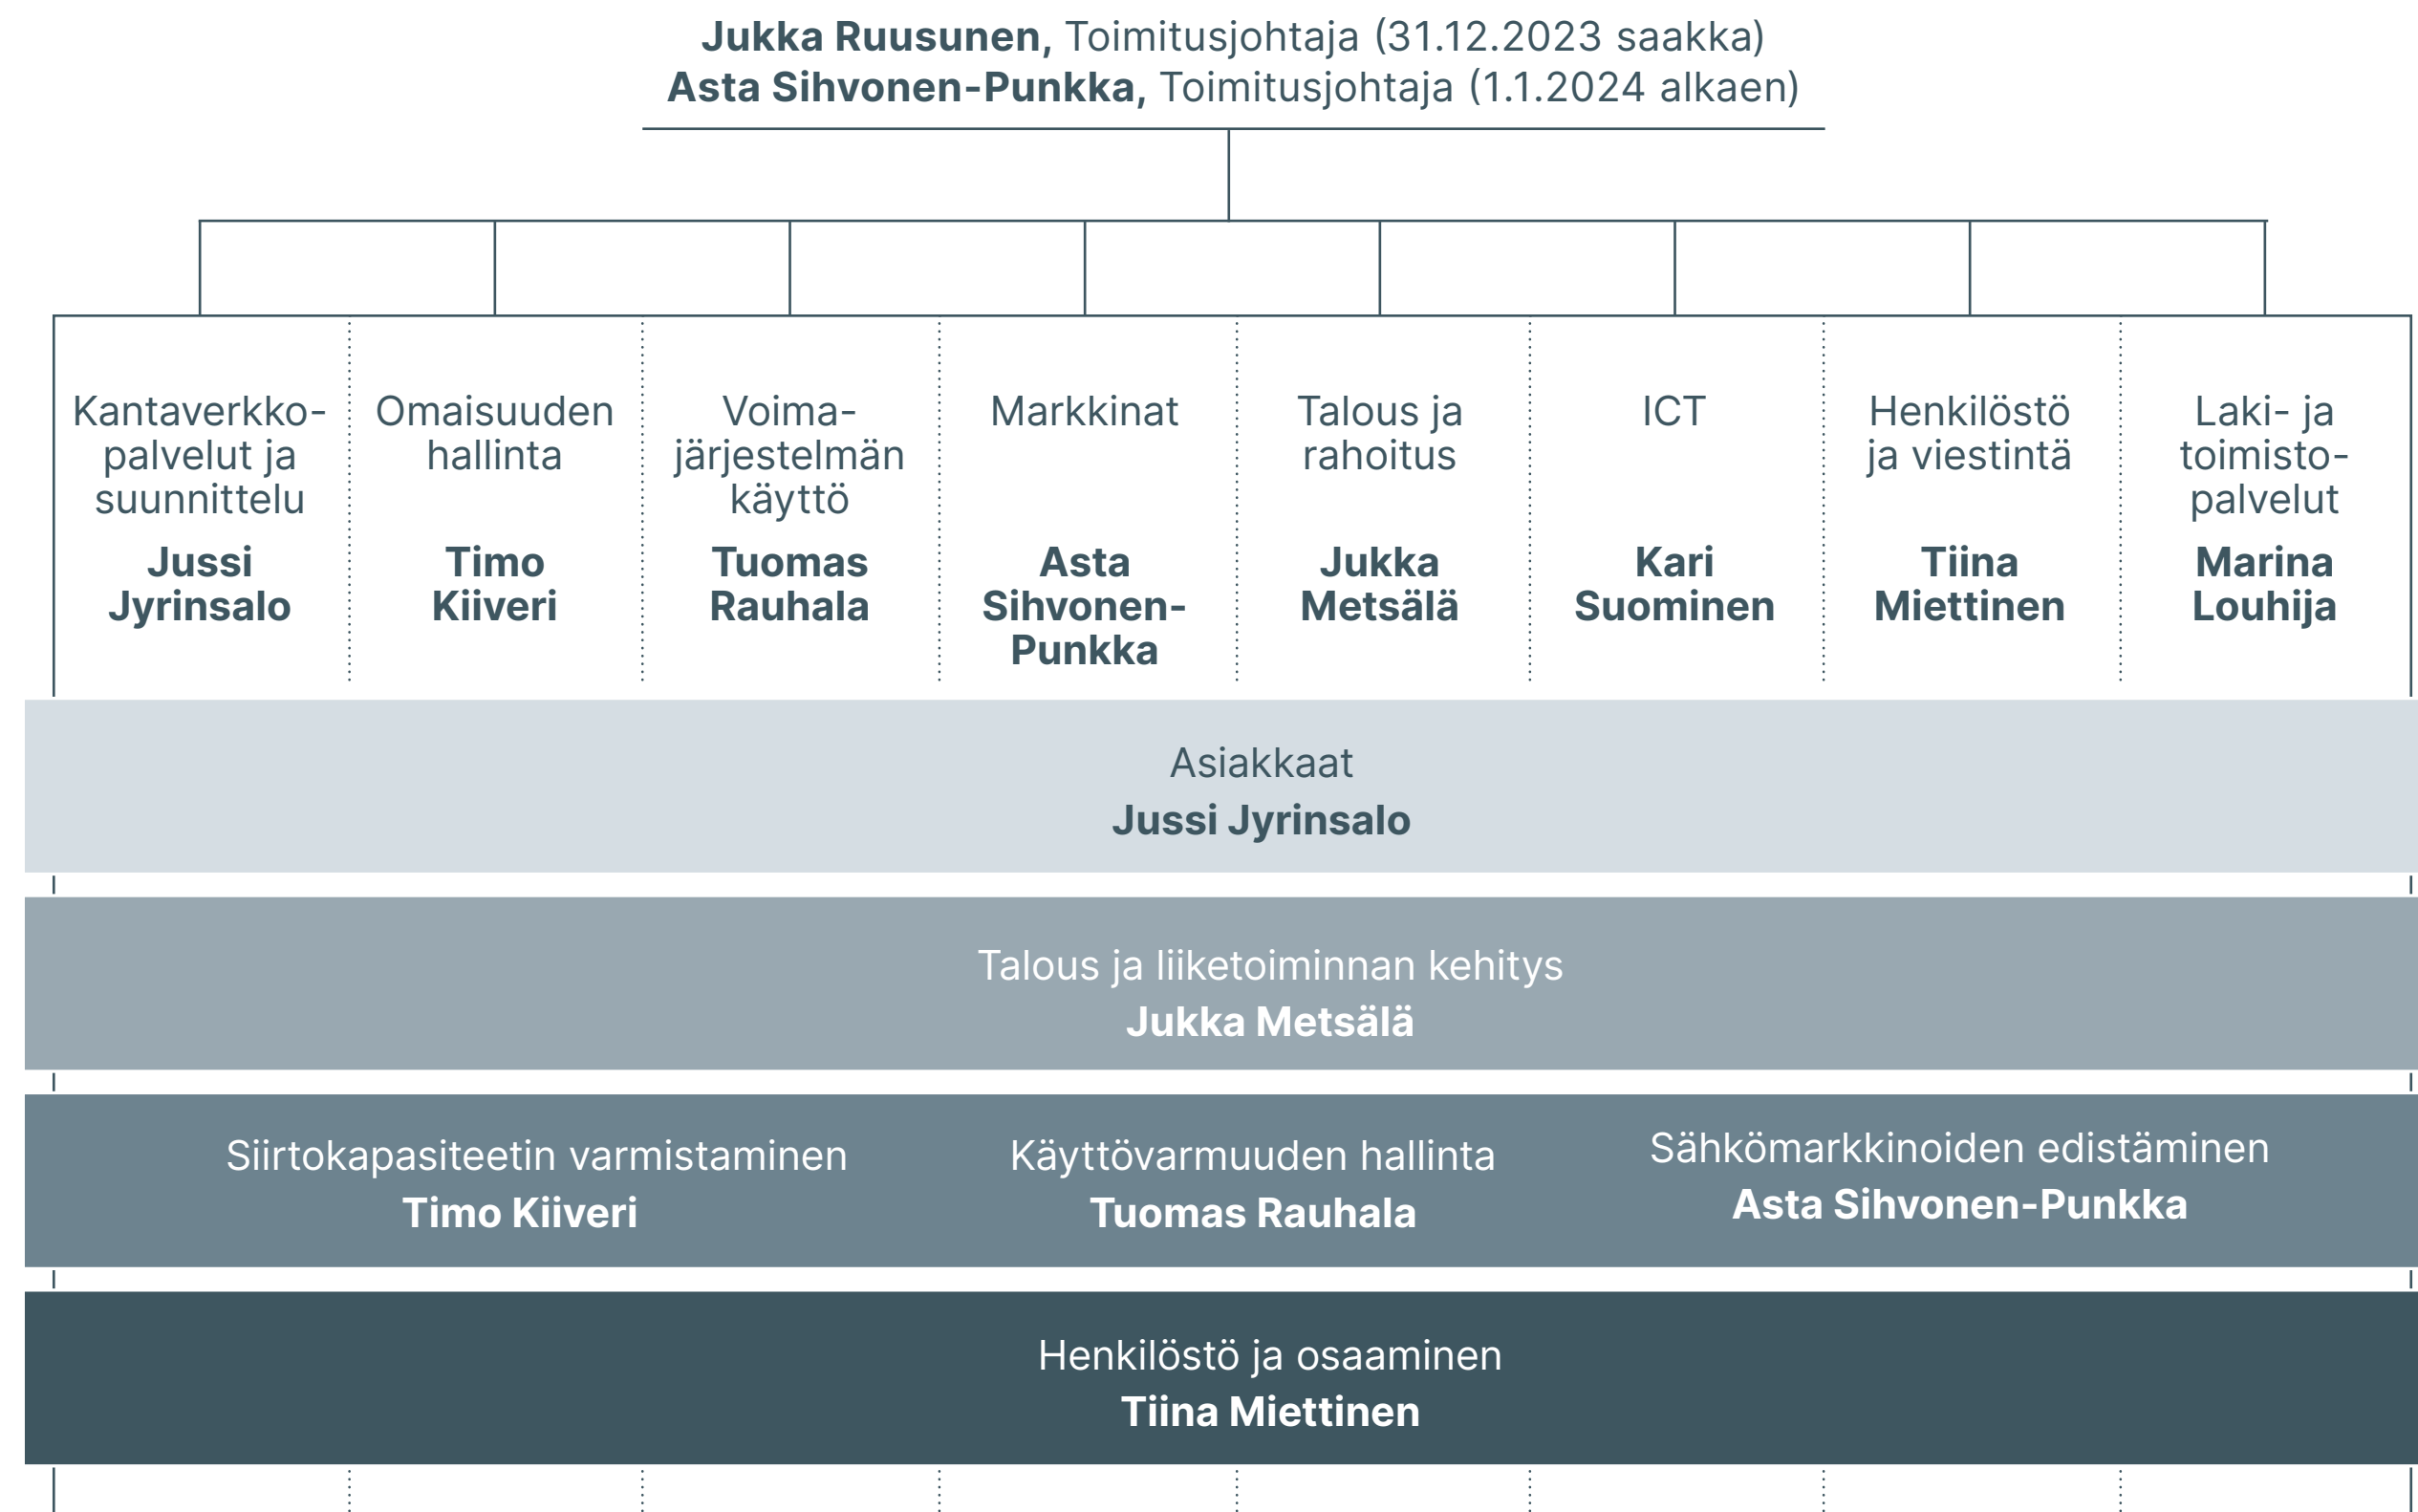 Jukka Ruusunen, Toimitusjohtaja (31.12.2023 saakka)
Asta Sihvonen-Punkka, Toimitusjohtaja (1.1.2024 alkaen)
Kantaverkko-
palvelut ja
suunnittelu
Jussi
Jyrinsalo
Omaisuuden
hallinta
Timo
Kiiveri
Voima-
järjestelmän
käyttö
Tuomas
Rauhala
Markkinat
Asta
Sihvonen-
Punkka
Talous ja
rahoitus
Jukka
Metsälä
ICT
Kari
Suominen
Henkilöstö
ja viestintä
Tiina
Miettinen
Laki- ja
toimisto-
palvelut
Marina
Louhija
Asiakkaat
Jussi Jyrinsalo
Talous ja liiketoiminnan kehitys
Jukka Metsälä
Siirtokapasiteetin varmistaminen
Timo Kiiveri
Käyttövarmuuden hallinta
Tuomas Rauhala
Sähkömarkkinoiden edistäminen
Asta Sihvonen-Punkka
Henkilöstö ja osaaminen
Tiina Miettinen